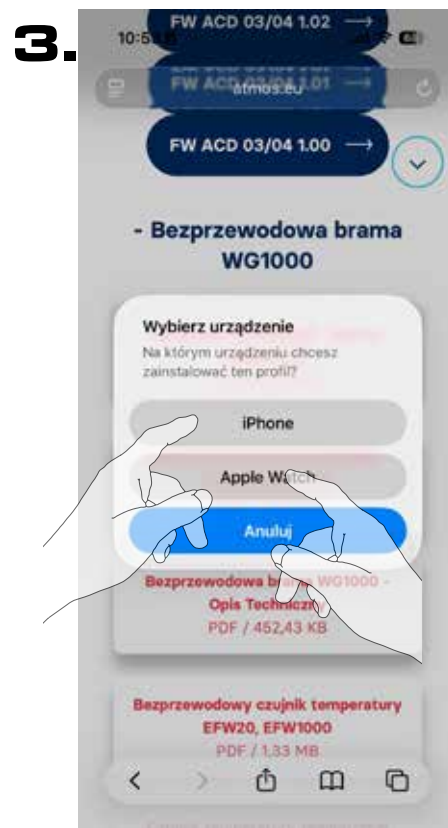 3.
FW ACD 03/04 1.02 →
10:5
FW ACD 03/04 1.01
atmos.eu
FW ACD 03/04 1.00 →
- Bezprzewodowa brama
WG1000
Wybierz urządzenie
Na którym urządzeniu chcesz
zainstalować ten profil?
iPhone
Apple Watch
Anuluj
Bezprzewodowa brama WG1000 -
Opis Techniczny
PDF / 452,43 KB
Bezprzewodowy czujnik temperatury
EFW20, EFW1000
PDF / 1,33 MB